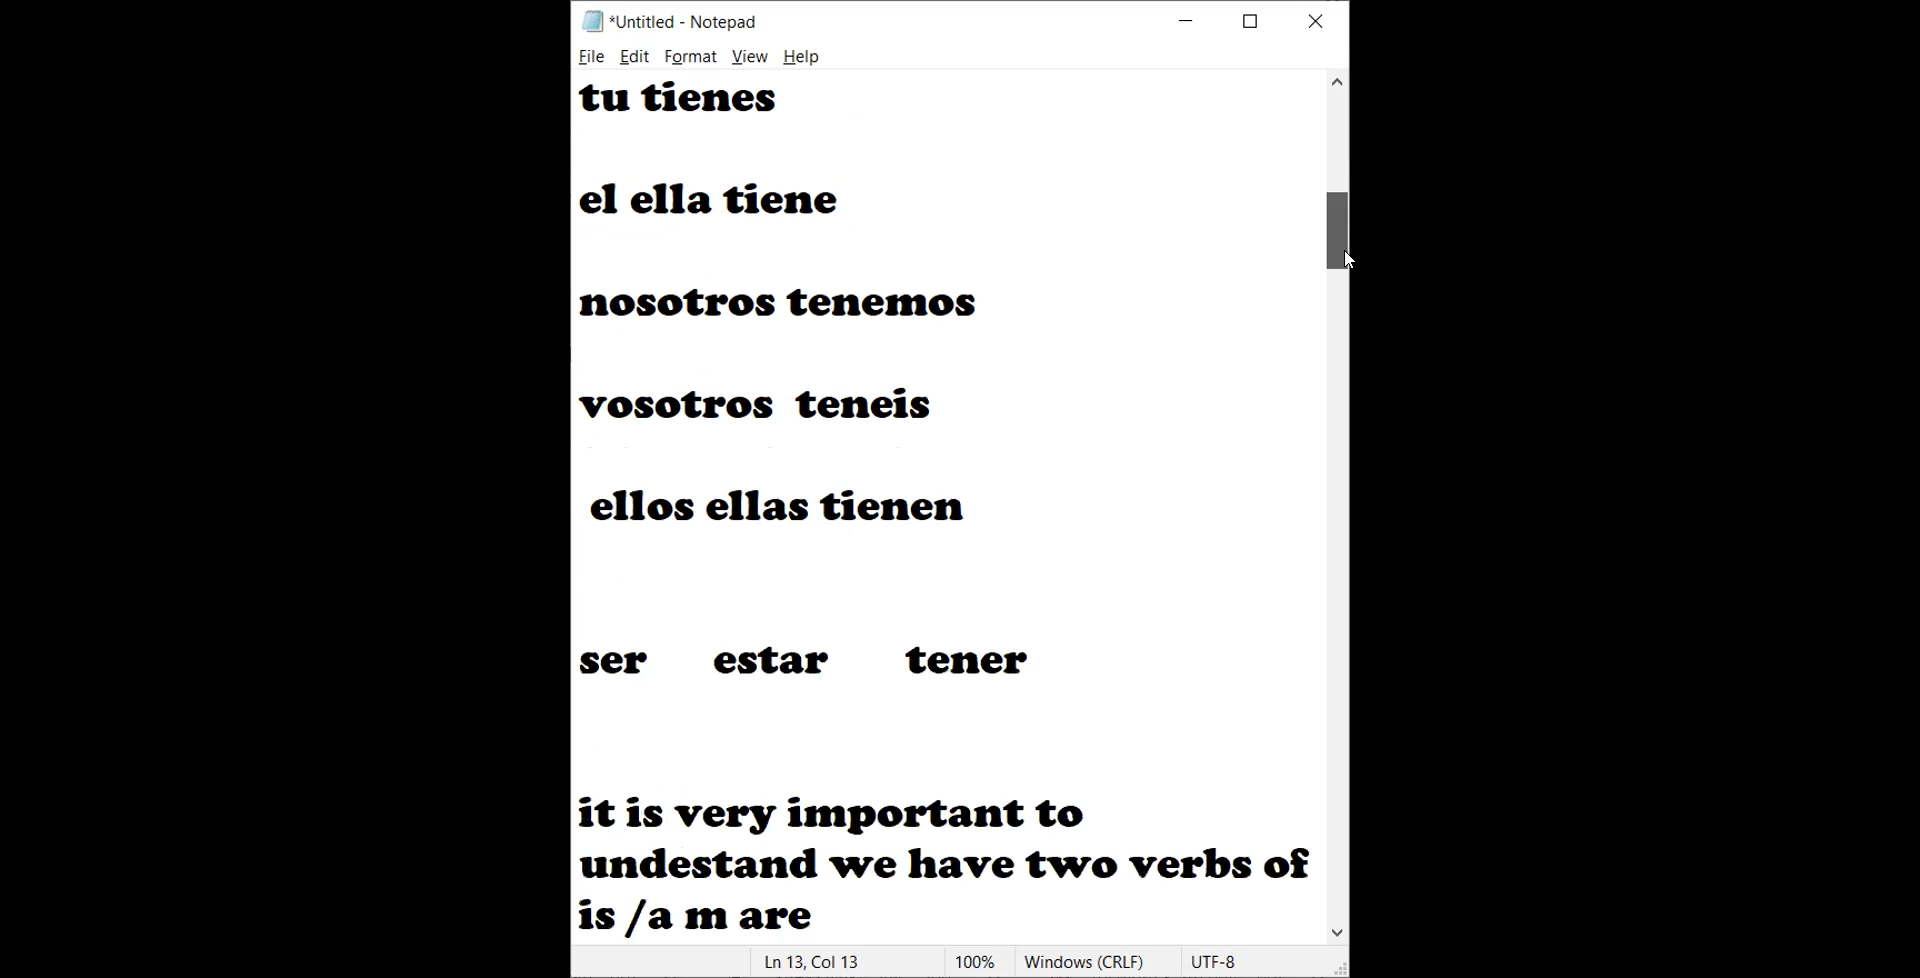 *Untitled - Notepad
File Edit Format View Help
tu tienes
el ella tiene
nosotros tenemos
vosotros  teneis
ellos ellas tienen
ser estar tener
it is very important to
undestand we have two verbs of
is /a m are
Ln 13, Col 13 100% Windows (CRLF) UTF-8